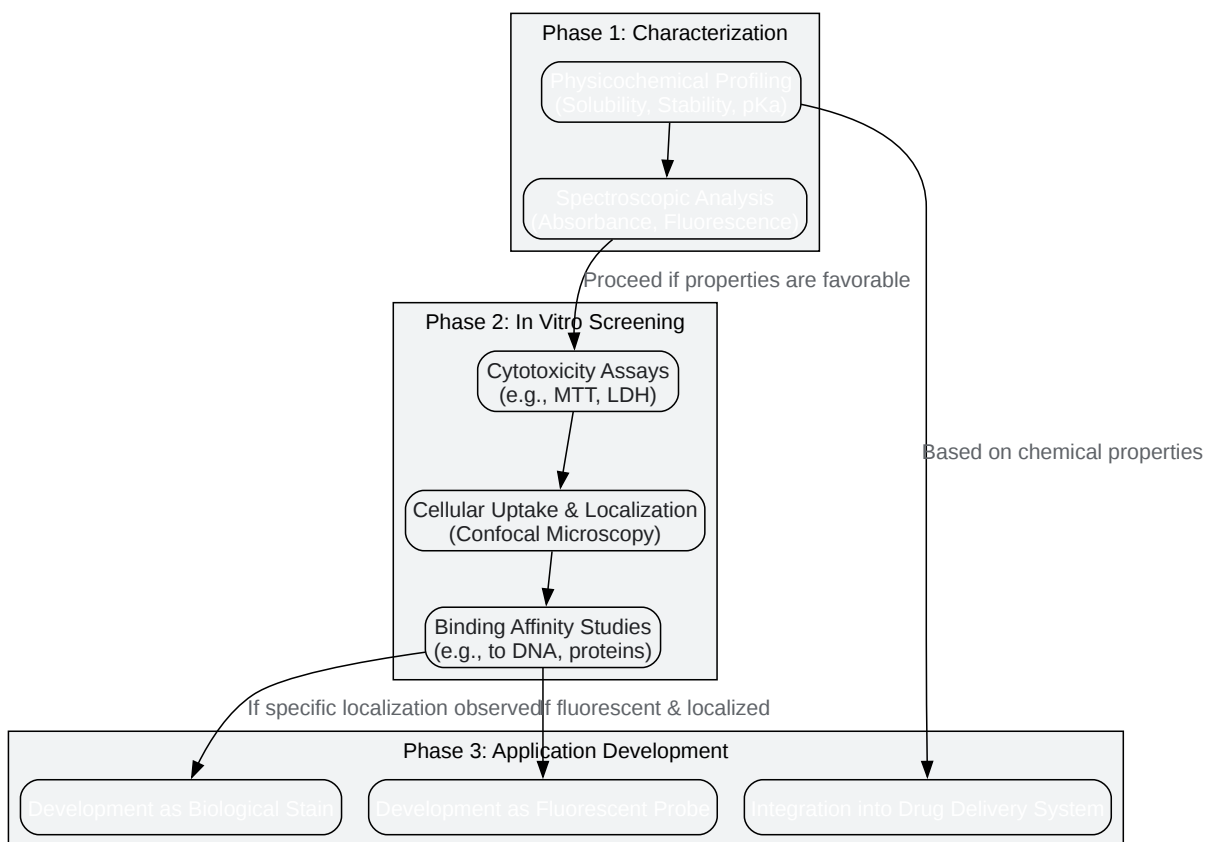 Phase 1: Characterization
Physicochemical Profiling
(Solubility, Stability, pKa)
Spectroscopic Analysis
(Absorbance, Fluorescence)
Proceed if properties are favorable
Phase 2: In Vitro Screening
Cytotoxicity Assays
(e.g., MTT, LDH)
Based on chemical properties
Cellular Uptake & Localization
(Confocal Microscopy)
Binding Affinity Studies
(e.g., to DNA, proteins)
If specific localization observed
If fluorescent & localized
Phase 3: Application Development
Development as Biological Stain
Development as Fluorescent Probe
Integration into Drug Delivery System